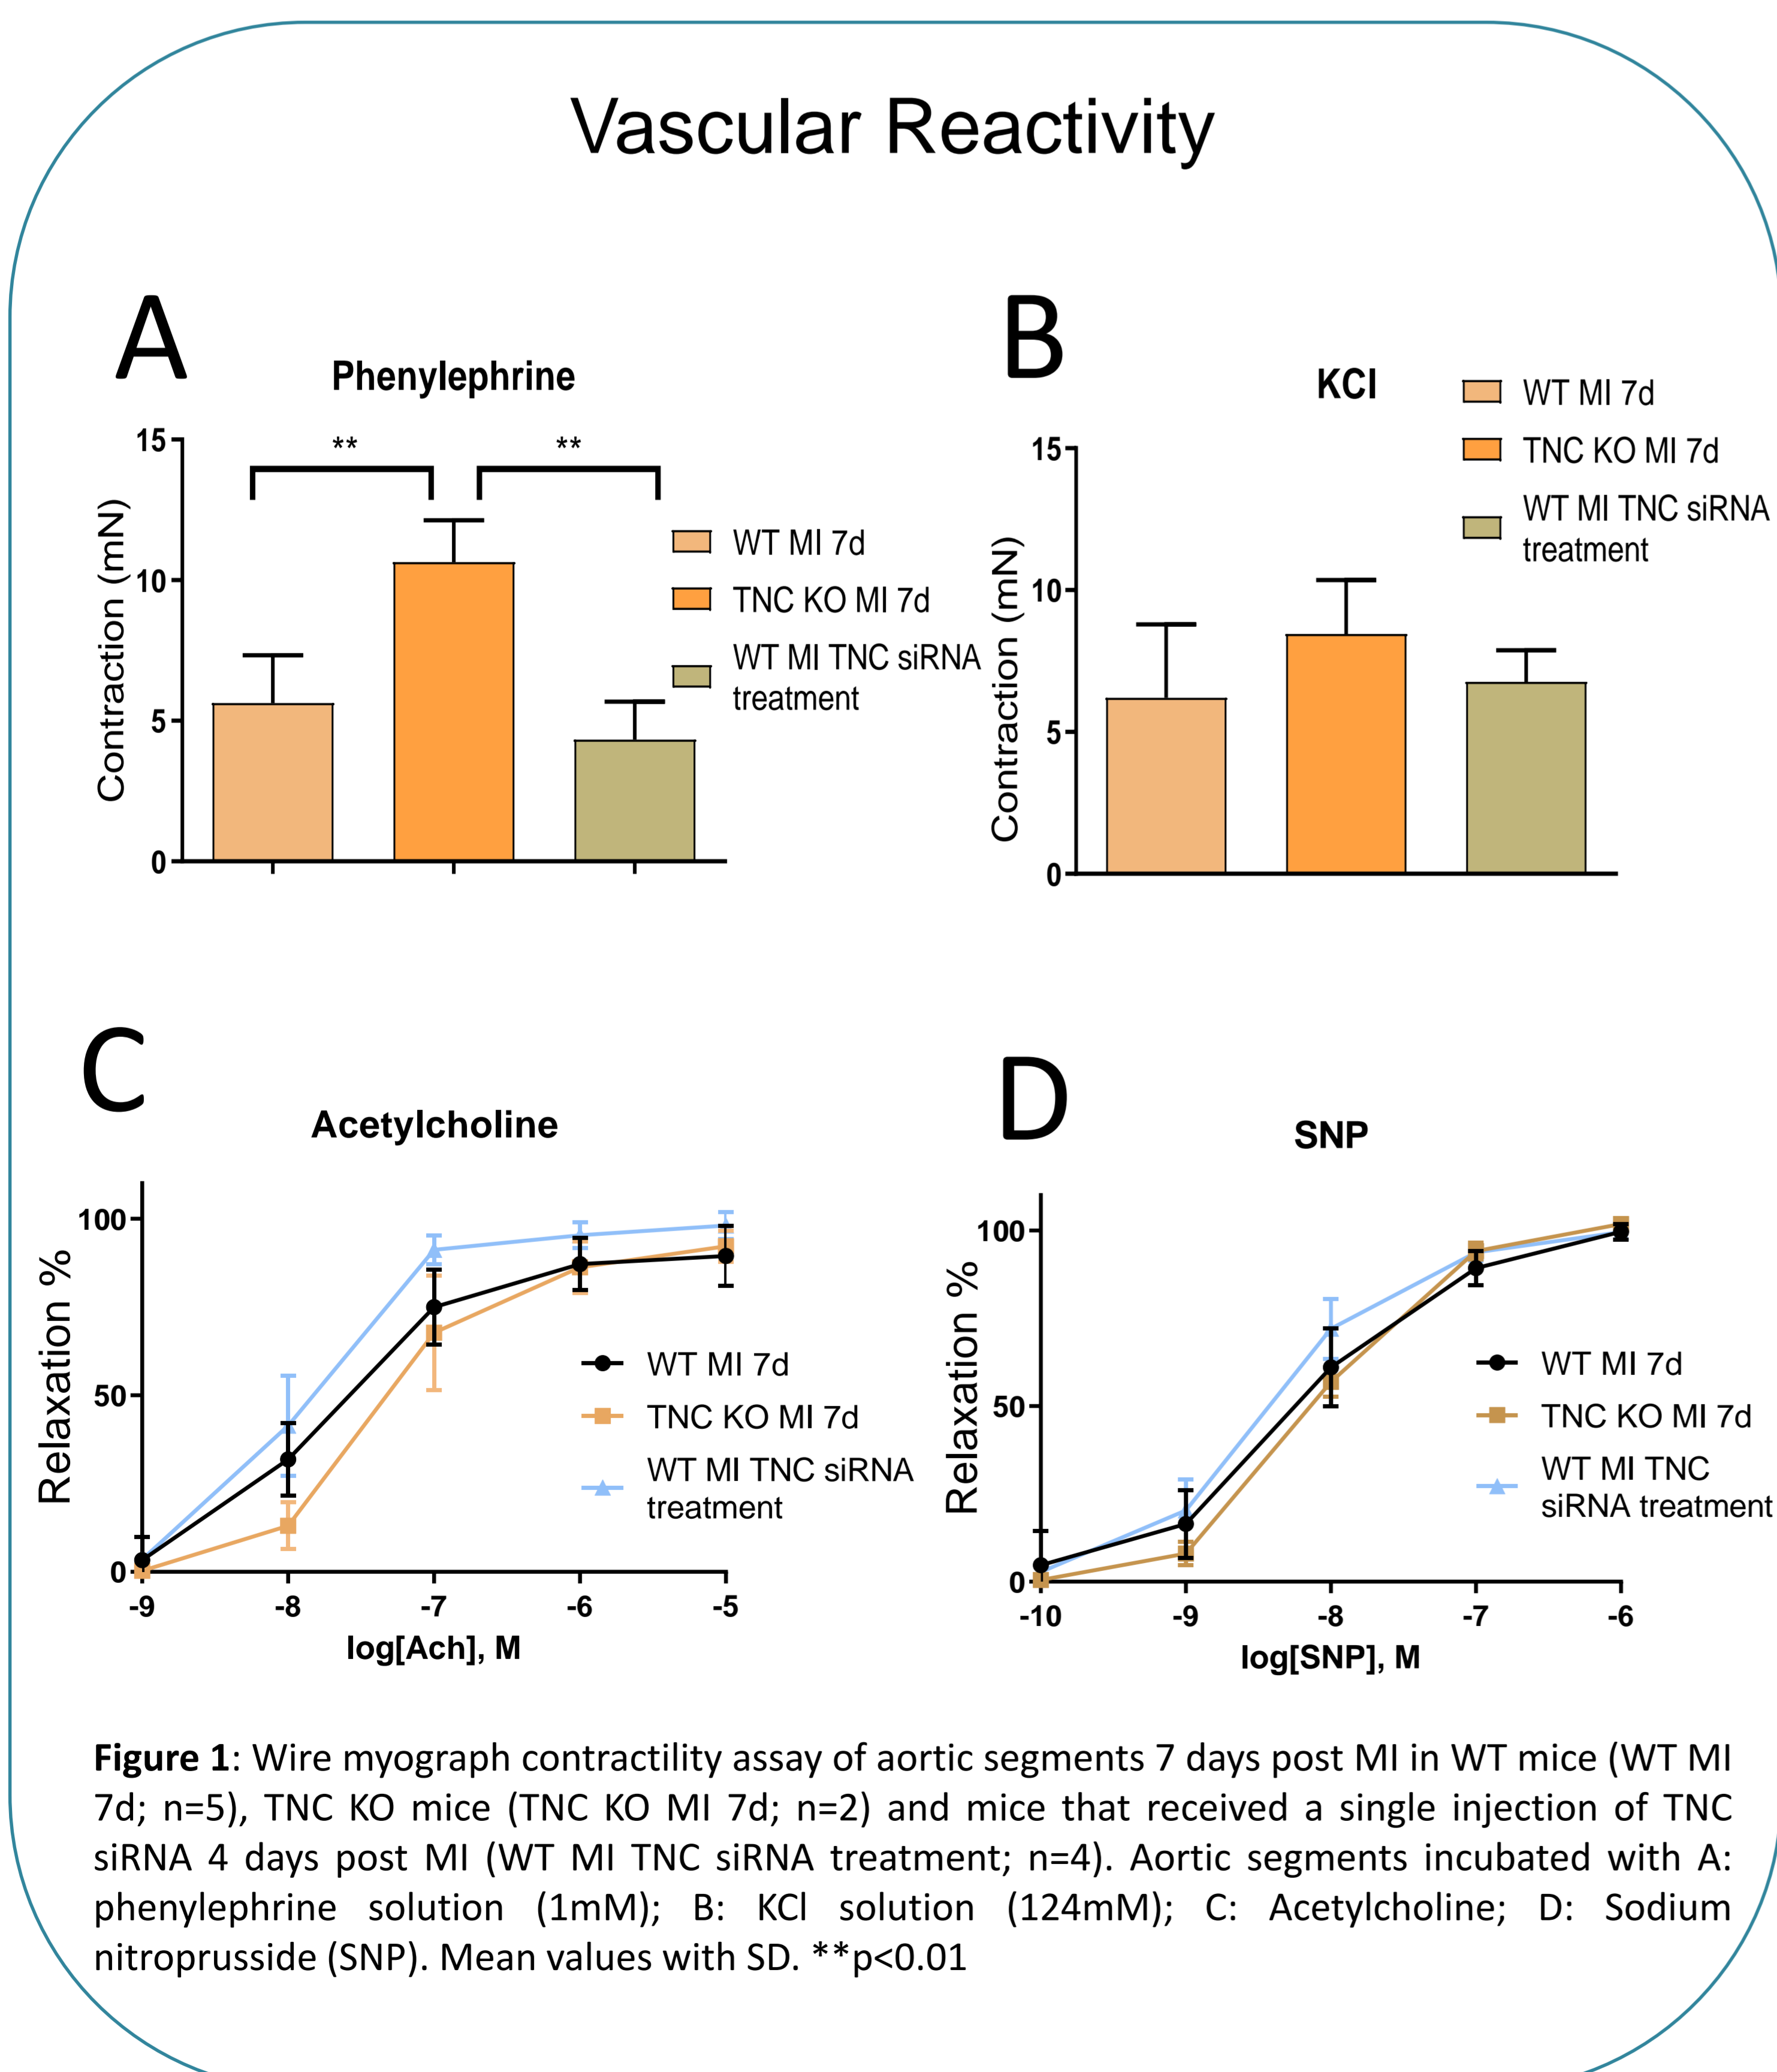 Vascular Reactivity
A
Phenylephrine
Contraction (mN)
15
10
5
0
**
**
WT MI 7d
TNC KO MI 7d
WT MI TNC siRNA
treatment
B
KCl
Contraction (mN)
15
10
5
0
WT MI 7d
TNC KO MI 7d
WT MI TNC siRNA
treatment
C
Acetylcholine
Relaxation %
100
50
0
-9
-8
-7
-6
-5
log[Ach], M
WT MI 7d
TNC KO MI 7d
WT MI TNC siRNA
treatment
D
SNP
Relaxation %
100
50
0
-10
-9
-8
-7
-6
log[SNP], M
WT MI 7d
TNC KO MI 7d
WT MI TNC
siRNA treatment
Figure 1: Wire myograph contractility assay of aortic segments 7 days post MI in WT mice (WT MI
7d; n=5), TNC KO mice (TNC KO MI 7d; n=2) and mice that received a single injection of TNC
siRNA 4 days post MI (WT MI TNC siRNA treatment; n=4). Aortic segments incubated with A:
phenylephrine solution (1mM); B: KCl solution (124mM); C: Acetylcholine; D: Sodium
nitroprusside (SNP). Mean values with SD. **p<0.01